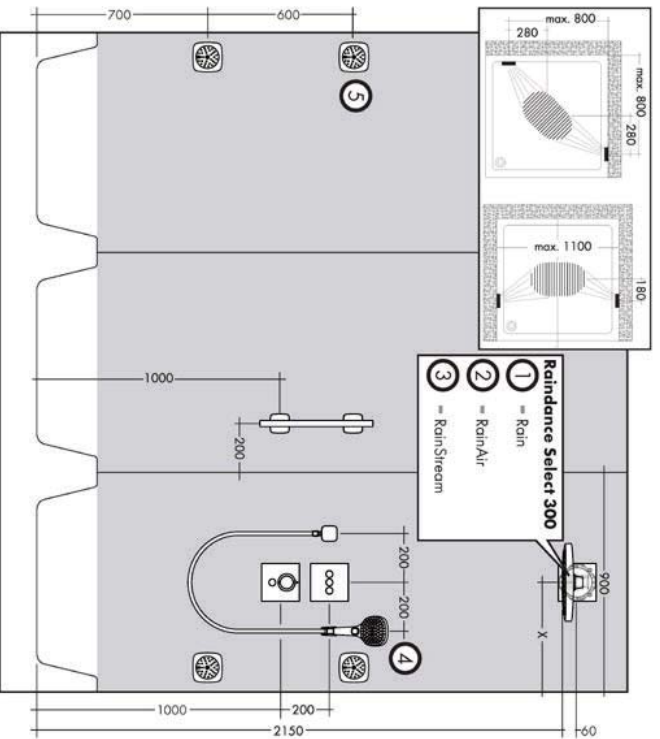 700
600
max. 800
280
max. 800
280
max. 1100
180
Raindance Select 300
1 = Rain
2 = RainAir
3 = RainStream
5
1000
200
900
200
200
X
4
1000
200
2150
60